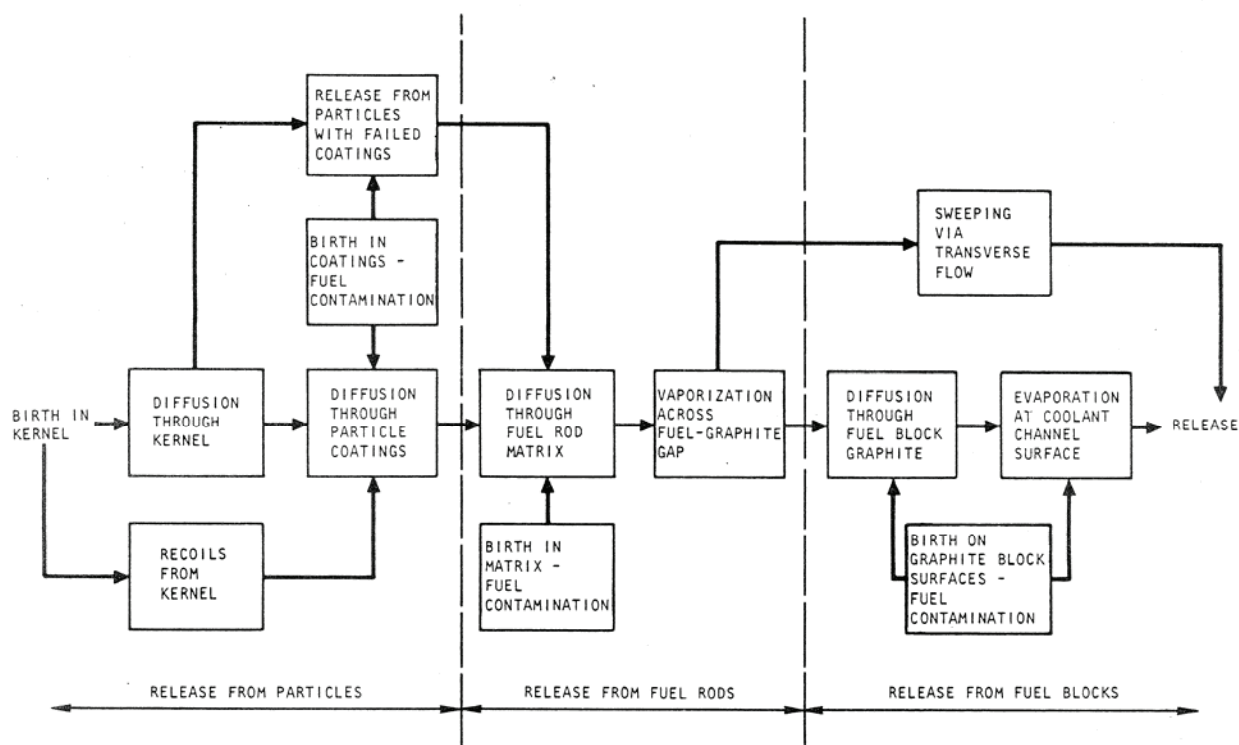 RELEASE FROM
PARTICLES
WITH FAILED
COATINGS
BIRTH IN
COATINGS -
FUEL
CONTAMINATION
SWEEPING
VIA
TRANSVERSE
FLOW
BIRTH IN
KERNEL
DIFFUSION
THROUGH
KERNEL
DIFFUSION
THROUGH
PARTICLE
COATINGS
DIFFUSION
THROUGH
FUEL ROD
MATRIX
VAPORIZATION
ACROSS
FUEL-GRAPHITE
GAP
DIFFUSION
THROUGH
FUEL BLOCK
GRAPHITE
EVAPORATION
AT COOLANT
CHANNEL
SURFACE
RELEASE
RECOILS
FROM
KERNEL
BIRTH IN
MATRIX -
FUEL
CONTAMINATION
BIRTH ON
GRAPHITE BLOCK
SURFACES -
FUEL
CONTAMINATION
RELEASE FROM PARTICLES
RELEASE FROM FUEL RODS
RELEASE FROM FUEL BLOCKS